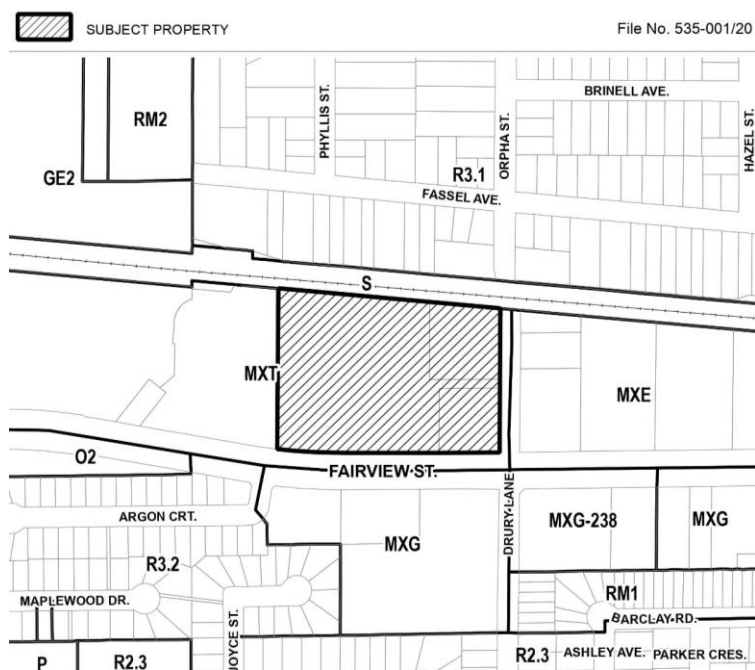 SUBJECT PROPERTY
File No. 535-001/20
BRINELL AVE.
PHYLLIS ST.
ORPHA ST.
HAZEL ST.
RM2
GE2
R3.1
FASSEL AVE.
S
MXT
MXE
O2
FAIRVIEW ST.
ARGON CRT.
MXG
DRURY LANE
MXG-238
MXG
R3.2
MAPLEWOOD DR.
JOYCE ST.
RM1
BARCLAY RD.
P
R2.3
R2.3
ASHLEY AVE.
PARKER CRES.